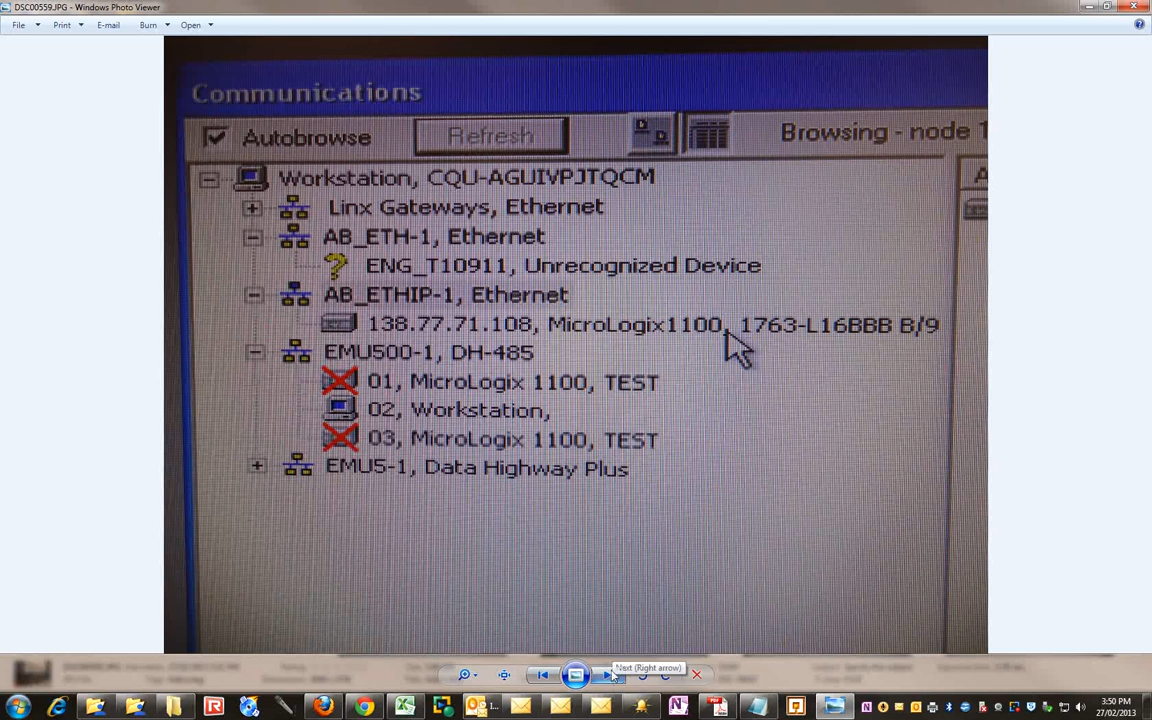 DSC00559.JPG - Windows Photo Viewer
File Print E-mail Burn Open
Communications
Autobrowse Refresh Browsing - node 1
Workstation, CQU-AGUIVPJTQCM
Linx Gateways, Ethernet
AB_ETH-1, Ethernet
ENG_T10911, Unrecognized Device
AB_ETHIP-1, Ethernet
138.77.71.108, MicroLogix1100, 1763-L16BBB B/9
EMU500-1, DH-485
01, MicroLogix 1100, TEST
02, Workstation,
03, MicroLogix 1100, TEST
EMU5-1, Data Highway Plus
Next (Right arrow)
3:50 PM
27/02/2013